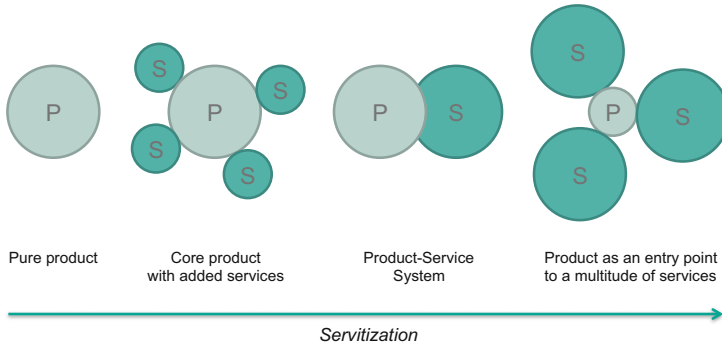 P
S
S
P
S
S
P
S
S
P
S
S
Pure product
Core product
with added services
Product-Service
System
Product as an entry point
to a multitude of services
Servitization